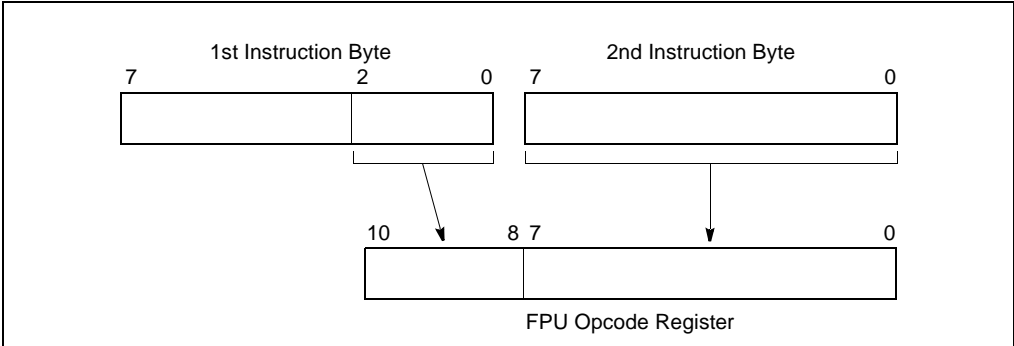 1st Instruction Byte 2nd Instruction Byte
7 2 0 7 0
10 8 7 0
FPU Opcode Register